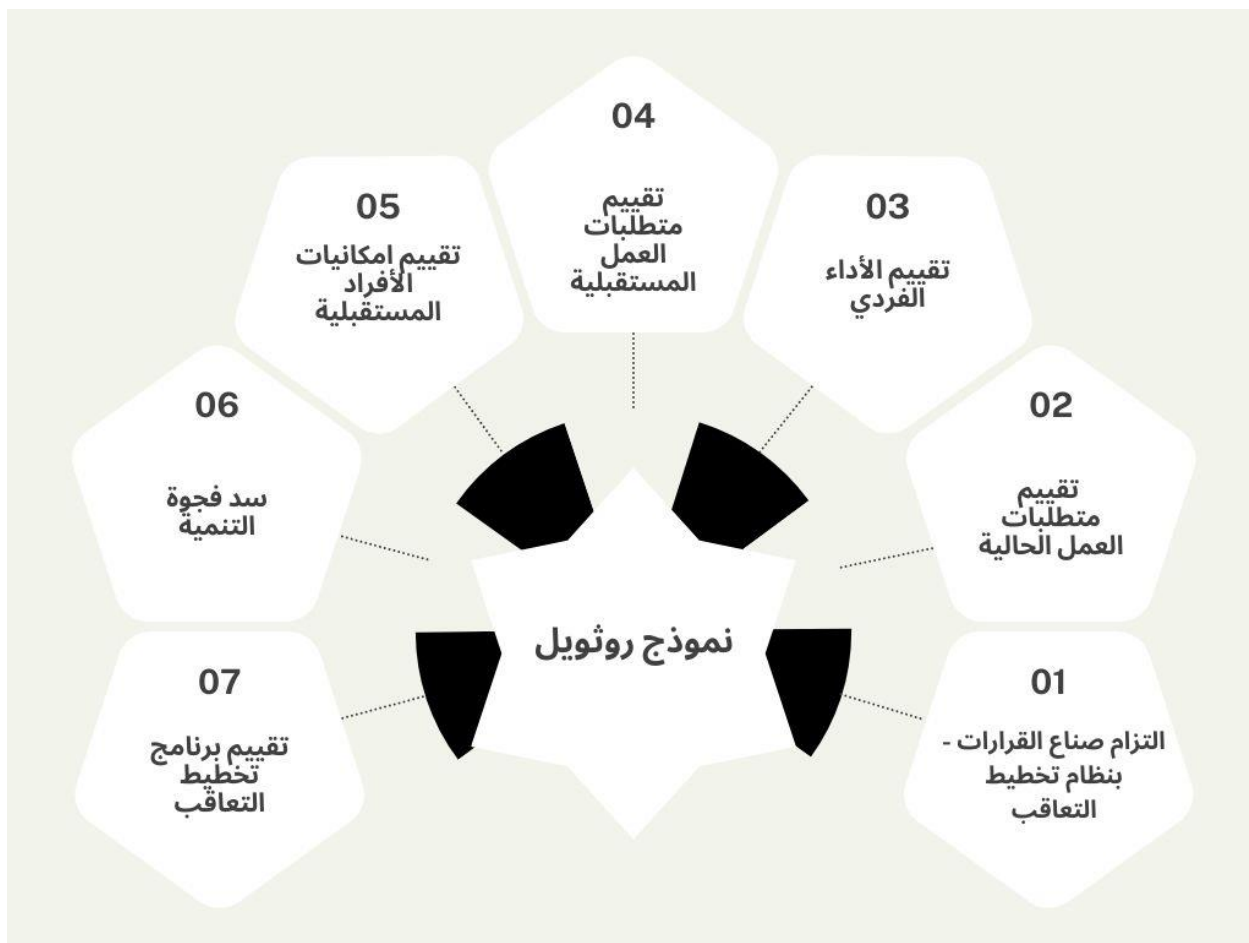 01
التزام صناع القرارات -
بنظام تخطيط
التعاقب
02
تقييم
متطلبات
العمل الحالية
03
تقييم الأداء
الفردي
04
تقييم
متطلبات
العمل
المستقبلية
05
تقييم امكانيات
الأفراد
المستقبلية
06
سد فجوة
التنمية
07
تقييم برنامج
تخطيط
التعاقب
نموذج روثويل